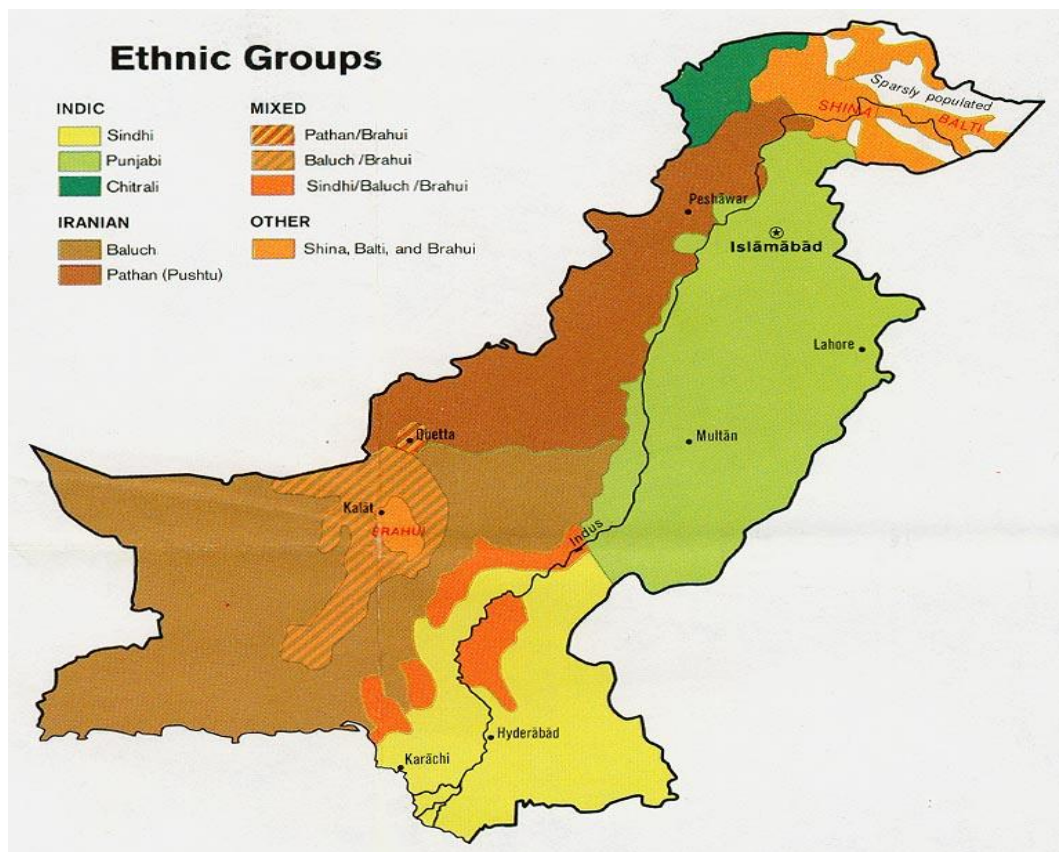 Ethnic Groups
INDIC
Sindhi
Punjabi
Chitrali
IRANIAN
Baluch
Pathan (Pushtu)
MIXED
Pathan/Brahui
Baluch/Brahui
Sindhi/Baluch/Brahui
OTHER
Shina, Balti, and Brahui
Sparsly populated
SHINA
BALTI
Peshāwar
Islāmābād
Lahore
Quetta
Multān
Kalāt
BRAHUI
Indus
Hyderābād
Karāchi